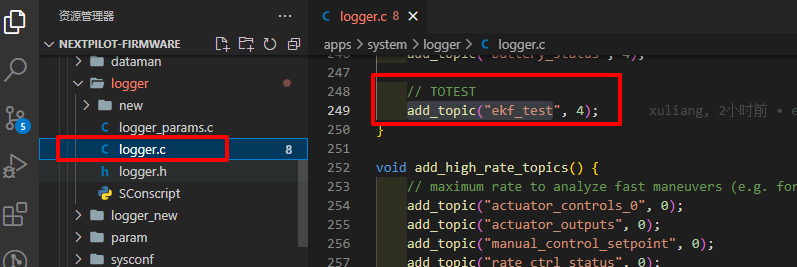 资源管理器
NEXTPILOT-FIRMWARE
dataman
logger
new
C logger_params.c
C logger.c 8
h logger.h
SConscript
logger_new
param
sysconf
5
C logger.c 8
apps > system > logger > C logger.c
246 add_topic("battery_status", 4);
247
248 // TOTEST
249 add_topic("ekf_test", 4); xuliang, 2小时前 • e
250 }
251
252 void add_high_rate_topics() {
253 // maximum rate to analyze fast maneuvers (e.g. for
254 add_topic("actuator_controls_0", 0);
255 add_topic("actuator_outputs", 0);
256 add_topic("manual_control_setpoint", 0);
257 add_topic("rate_ctrl_status", 0);